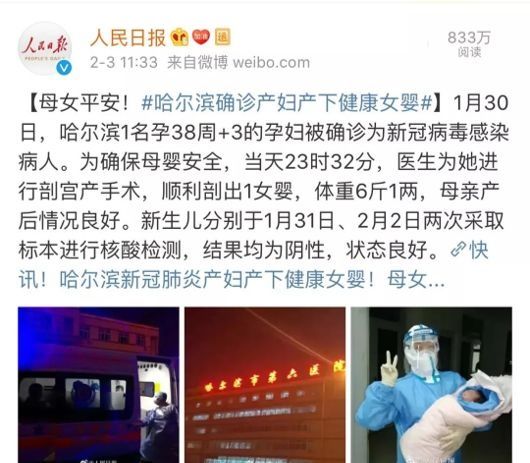 人民日报
PEOPLE'S DAILY
人民日报
833万
阅读
2-3 11:33 来自微博 weibo.com
【母女平安！#哈尔滨确诊产妇产下健康女婴#】1月30
日，哈尔滨1名孕38周+3的孕妇被确诊为新冠病毒感染
病人。为确保母婴安全，当天23时32分，医生为她进
行剖宫产手术，顺利剖出1女婴，体重6斤1两，母亲产
后情况良好。新生儿分别于1月31日、2月2日两次采取
标本进行核酸检测，结果均为阴性，状态良好。快
讯！哈尔滨新冠肺炎产妇产下健康女婴！母女...
哈尔滨市第六医院